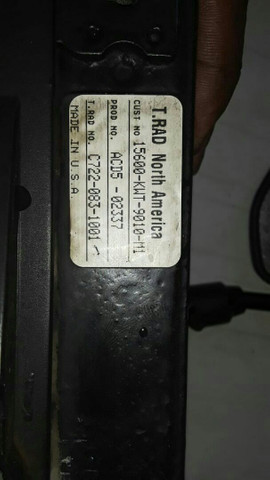 T.RAD North America
CUST NO 15600-KWT-9010-M1
PROD NO. ACD5 - 02337
T.RAD NO. C722-083-1001
MADE IN U.S.A.